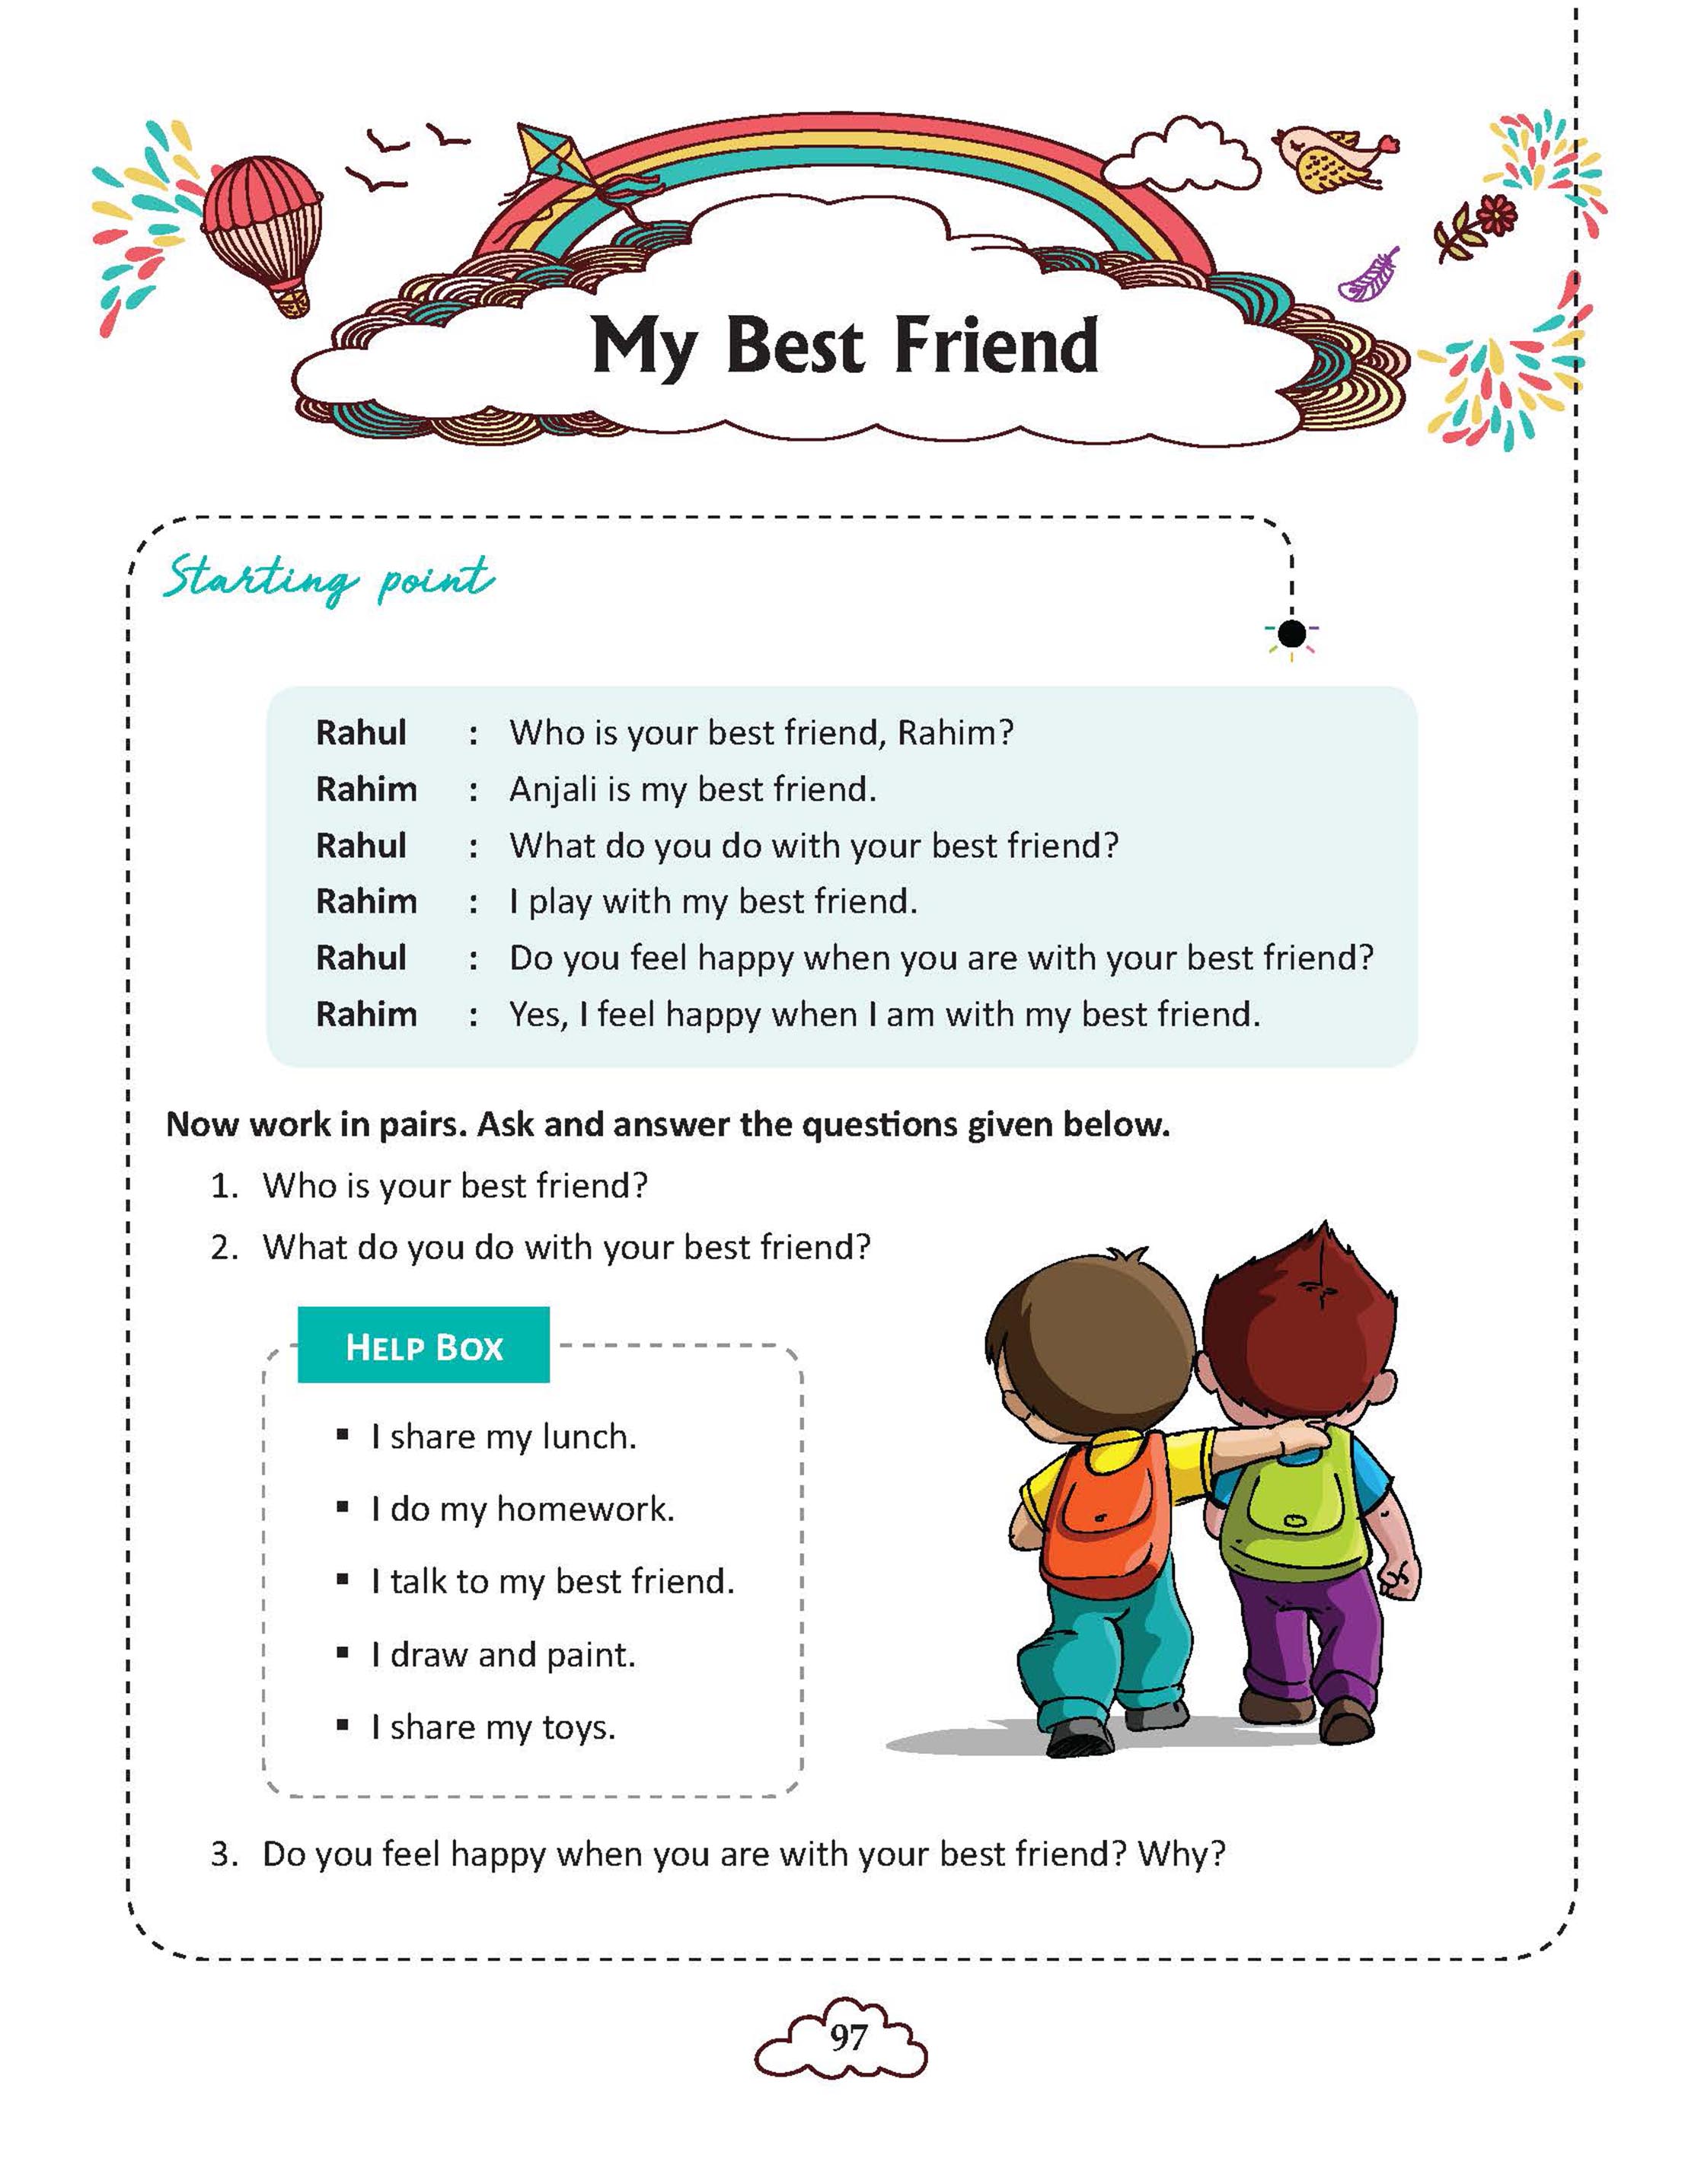 My Best Friend
Starting point
Rahul : Who is your best friend, Rahim?
Rahim : Anjali is my best friend.
Rahul : What do you do with your best friend?
Rahim : I play with my best friend.
Rahul : Do you feel happy when you are with your best friend?
Rahim : Yes, I feel happy when I am with my best friend.
Now work in pairs. Ask and answer the questions given below.
1. Who is your best friend?
2. What do you do with your best friend?
HELP BOX
▪ I share my lunch.
▪ I do my homework.
▪ I talk to my best friend.
▪ I draw and paint.
▪ I share my toys.
3. Do you feel happy when you are with your best friend? Why?
97